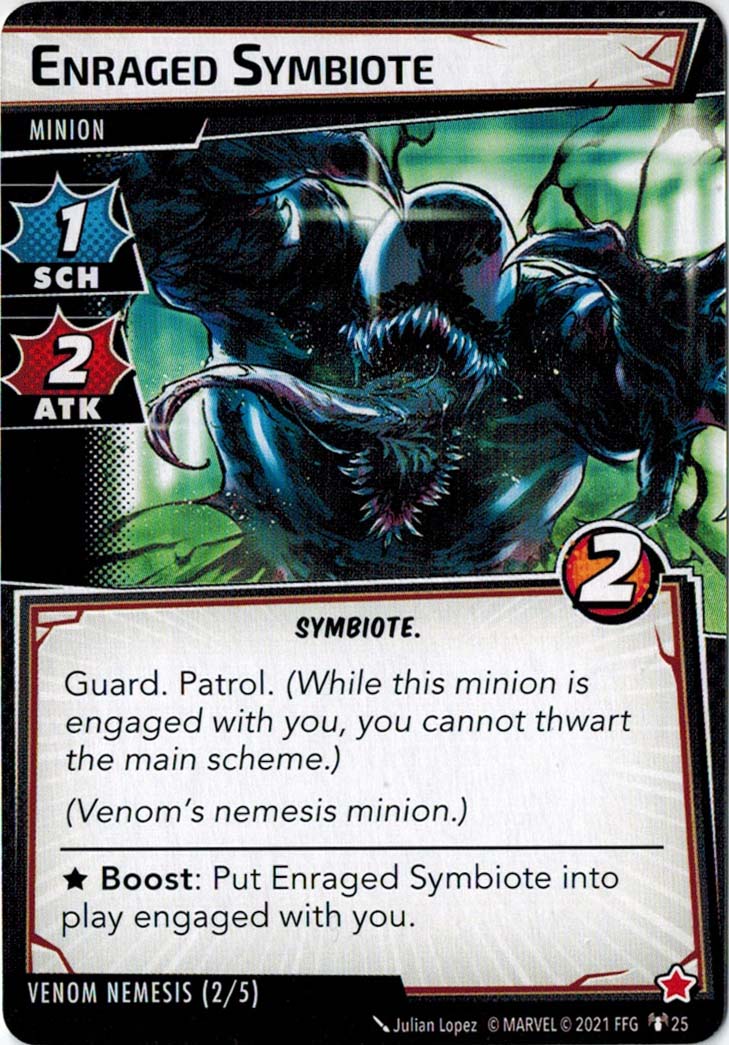 ENRAGED SYMBIOTE
MINION
1
SCH
2
ATK
2
SYMBIOTE.
Guard. Patrol. (While this minion is
engaged with you, you cannot thwart
the main scheme.)
(Venom's nemesis minion.)
★ Boost: Put Enraged Symbiote into
play engaged with you.
VENOM NEMESIS (2/5)
Julian Lopez © MARVEL © 2021 FFG 25